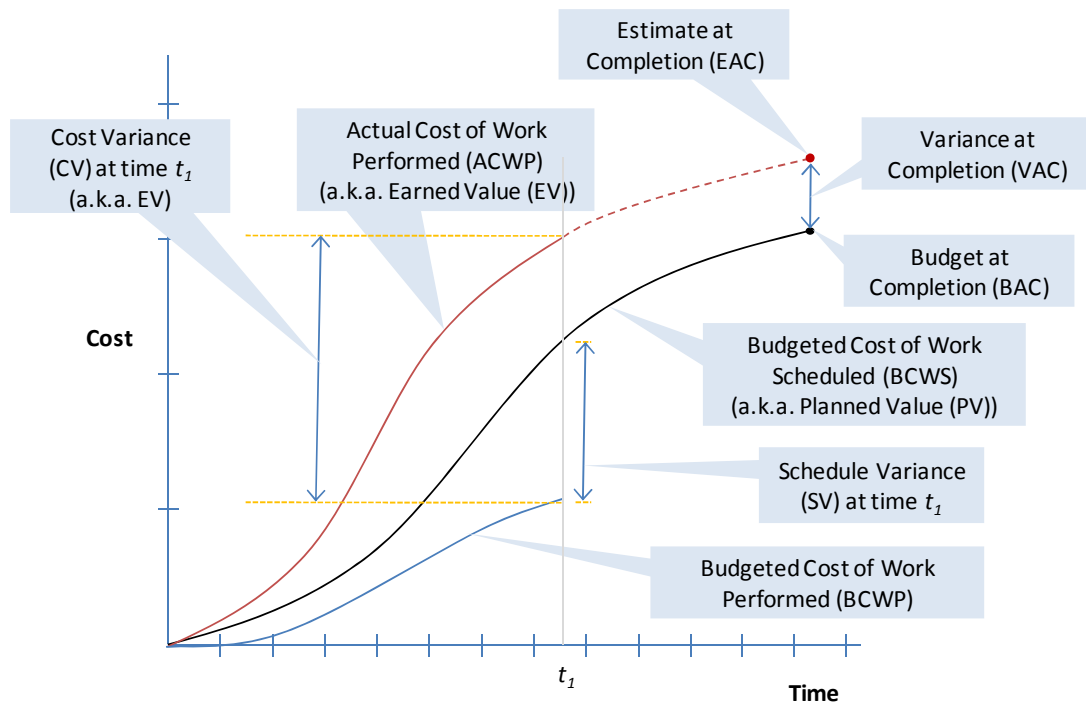 Estimate at
Completion (EAC)
Cost Variance
(CV) at time t1
(a.k.a. EV)
Actual Cost of Work
Performed (ACWP)
(a.k.a. Earned Value (EV))
Variance at
Completion (VAC)
Budget at
Completion (BAC)
Cost
Budgeted Cost of Work
Scheduled (BCWS)
(a.k.a. Planned Value (PV))
Schedule Variance
(SV) at time t1
Budgeted Cost of Work
Performed (BCWP)
t1
Time